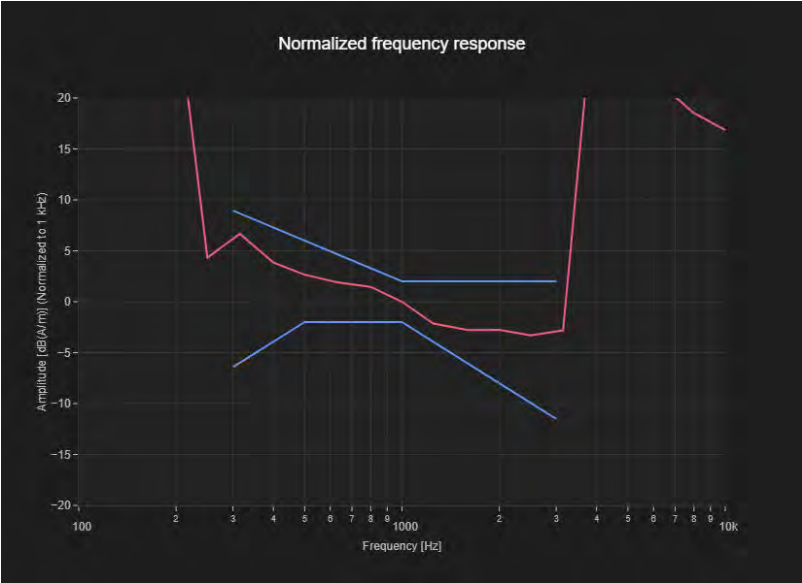 Normalized frequency response
Amplitude [dB(A/m)] (Normalized to 1 kHz)
20
15
10
5
0
−5
−10
−15
−20
100 2 3 4 5 6 7 8 9 1000 2 3 4 5 6 7 8 9 10k
Frequency [Hz]